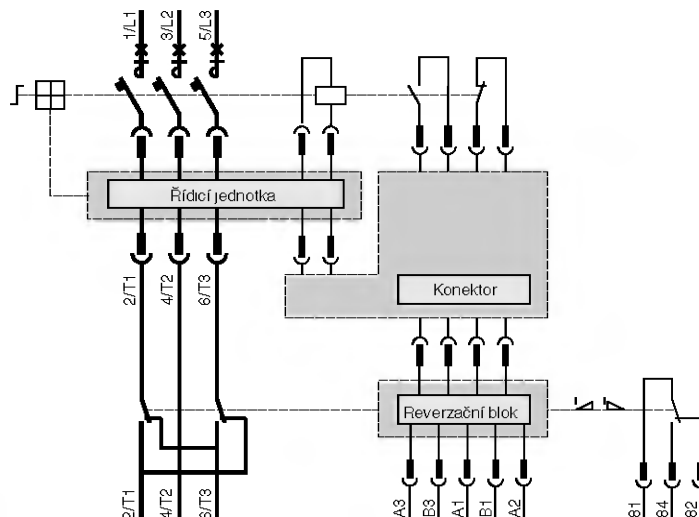 1/L1
3/L2
5/L3
Řídicí jednotka
2/T1
4/T2
6/T3
Konektor
Reverzační blok
2/T1
4/T2
6/T3
A3
B3
A1
B1
A2
81
84
82